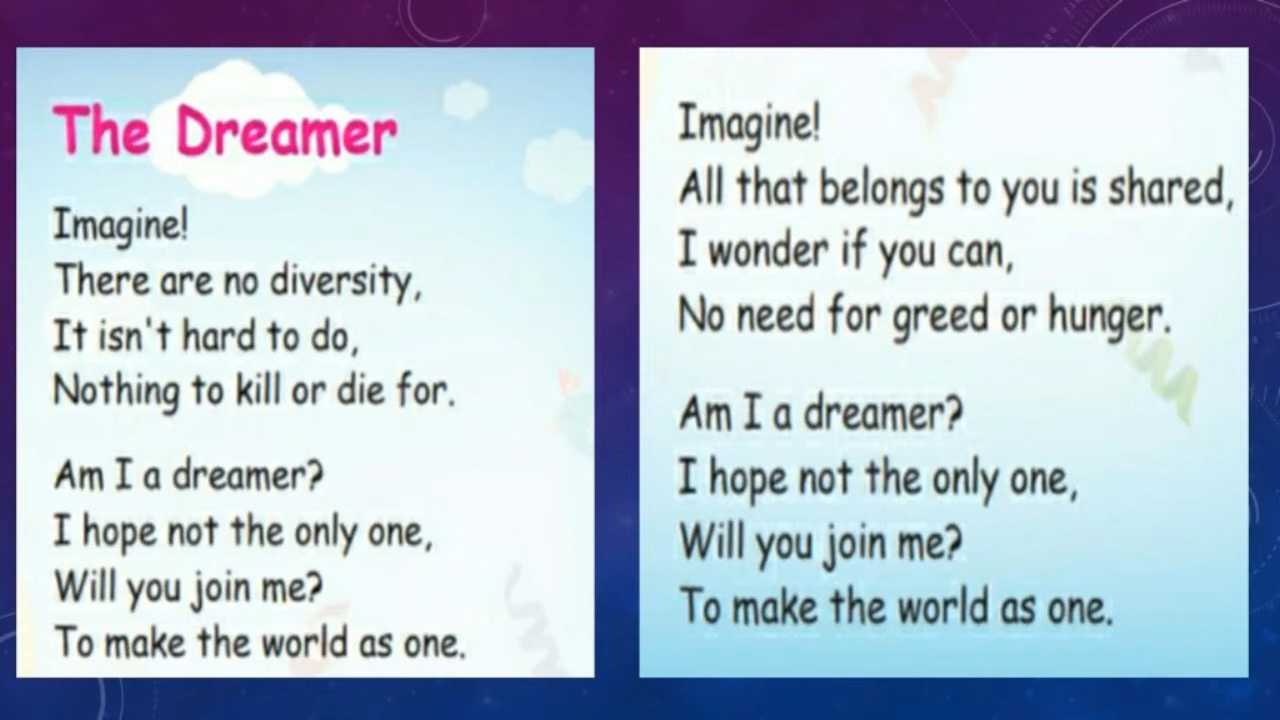 The Dreamer
Imagine!
There are no diversity,
It isn't hard to do,
Nothing to kill or die for.
Am I a dreamer?
I hope not the only one,
Will you join me?
To make the world as one.
Imagine!
All that belongs to you is shared,
I wonder if you can,
No need for greed or hunger.
Am I a dreamer?
I hope not the only one,
Will you join me?
To make the world as one.